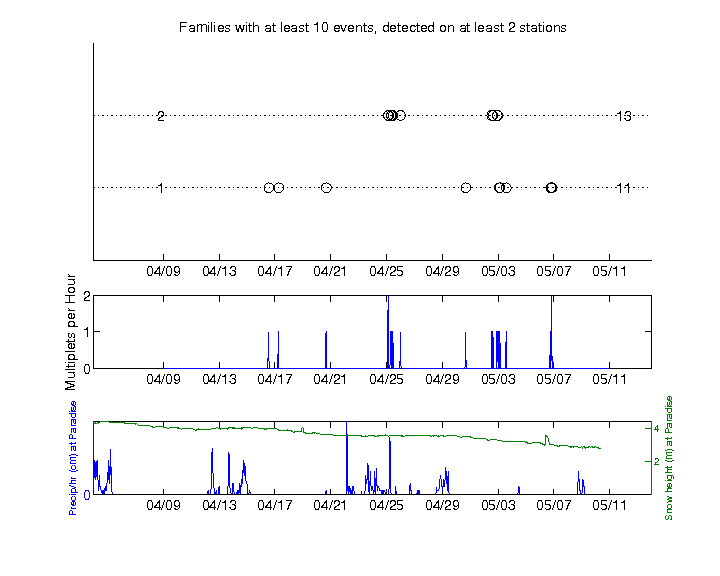 Families with at least 10 events, detected on at least 2 stations
2 13
1 11
04/09 04/13 04/17 04/21 04/25 04/29 05/03 05/07 05/11
Multiplets per Hour
2
1
0
04/09 04/13 04/17 04/21 04/25 04/29 05/03 05/07 05/11
Precip/hr (cm) at Paradise
0
4
2
Snow height (m) at Paradise
04/09 04/13 04/17 04/21 04/25 04/29 05/03 05/07 05/11